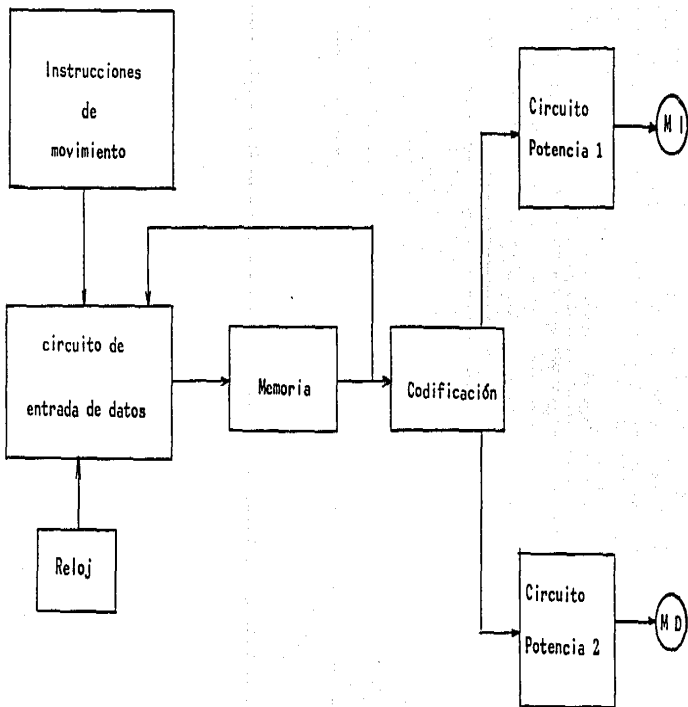 Instrucciones
de
movimiento
Circuito
Potencia 1
M I
circuito de
entrada de datos
Memoria
Codificación
Reloj
Circuito
Potencia 2
M D